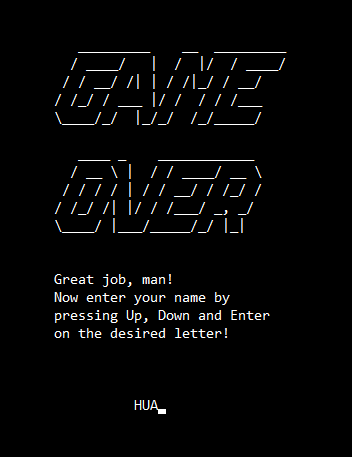 GAME
OVER
Great job, man!
Now enter your name by
pressing Up, Down and Enter
on the desired letter!
HUA